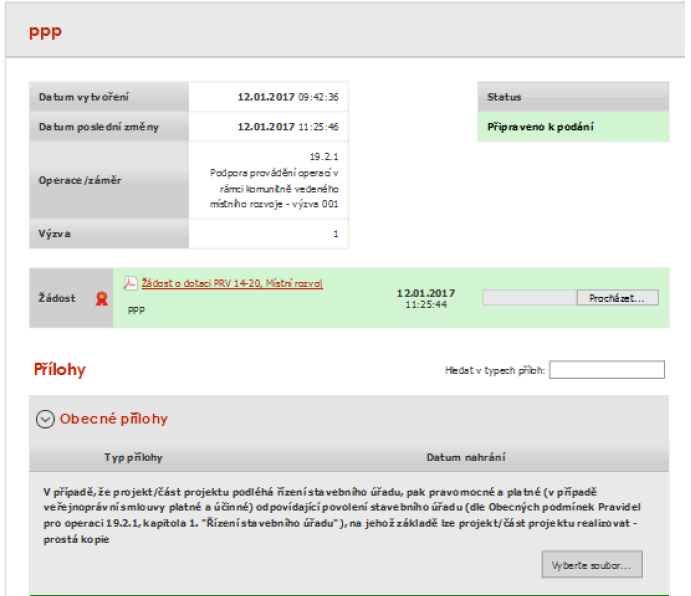 ppp
Datum vytvoření 12.01.2017 09:42:36
Status
Datum poslední změny 12.01.2017 11:25:46
Připraveno k podání
Operace/záměr
19.2.1
Podpora provádění operací v
rámci komunitně vedeného
místního rozvoje - výzva 001
Výzva 1
Žádost
Žádost o dotaci PRV 14-20, Místní rozvoj
ppp
12.01.2017
11:25:44
Procházet...
Přílohy
Hledat v typech příloh:
Obecné přílohy
Typ přílohy Datum nahrání
V případě, že projekt/část projektu podléhá řízení stavebního úřadu, pak pravomocné a platné (v případě
veřejnoprávní smlouvy platné a účinné) odpovídající povolení stavebního úřadu (dle Obecných podmínek Pravidel
pro operaci 19.2.1, kapitola 1. "Řízení stavebního úřadu"), na jehož základě lze projekt/část projektu realizovat -
prostá kopie
Vyberte soubor...